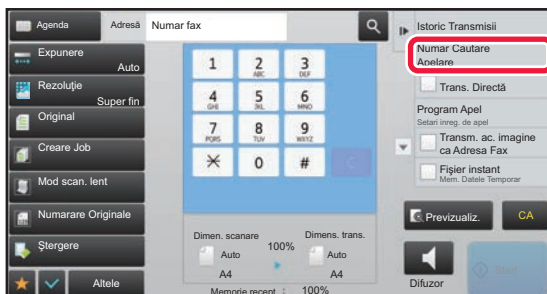 Agenda
Adresă
Numar fax
Istoric Transmisii
Numar Cautare
Apelare
Expunere
Auto
Rezoluţie
Super fin
Original
Creare Job
Mod scan. lent
Numarare Originale
Ştergere
Altele
1
2
ABC
3
DEF
4
GHI
5
JKL
6
MNO
7
PQRS
8
TUV
9
WXYZ
0
#
C
Trans. Directă
Program Apel
Setari inreg. de apel
Transm. ac. imagine
ca Adresa Fax
Fişier instant
Mem. Datele Temporar
Previzualiz.
CA
Dimen. scanare
100%
Dimens. trans.
Auto
A4
Auto
A4
Memorie recept. : 100%
Difuzor
Start